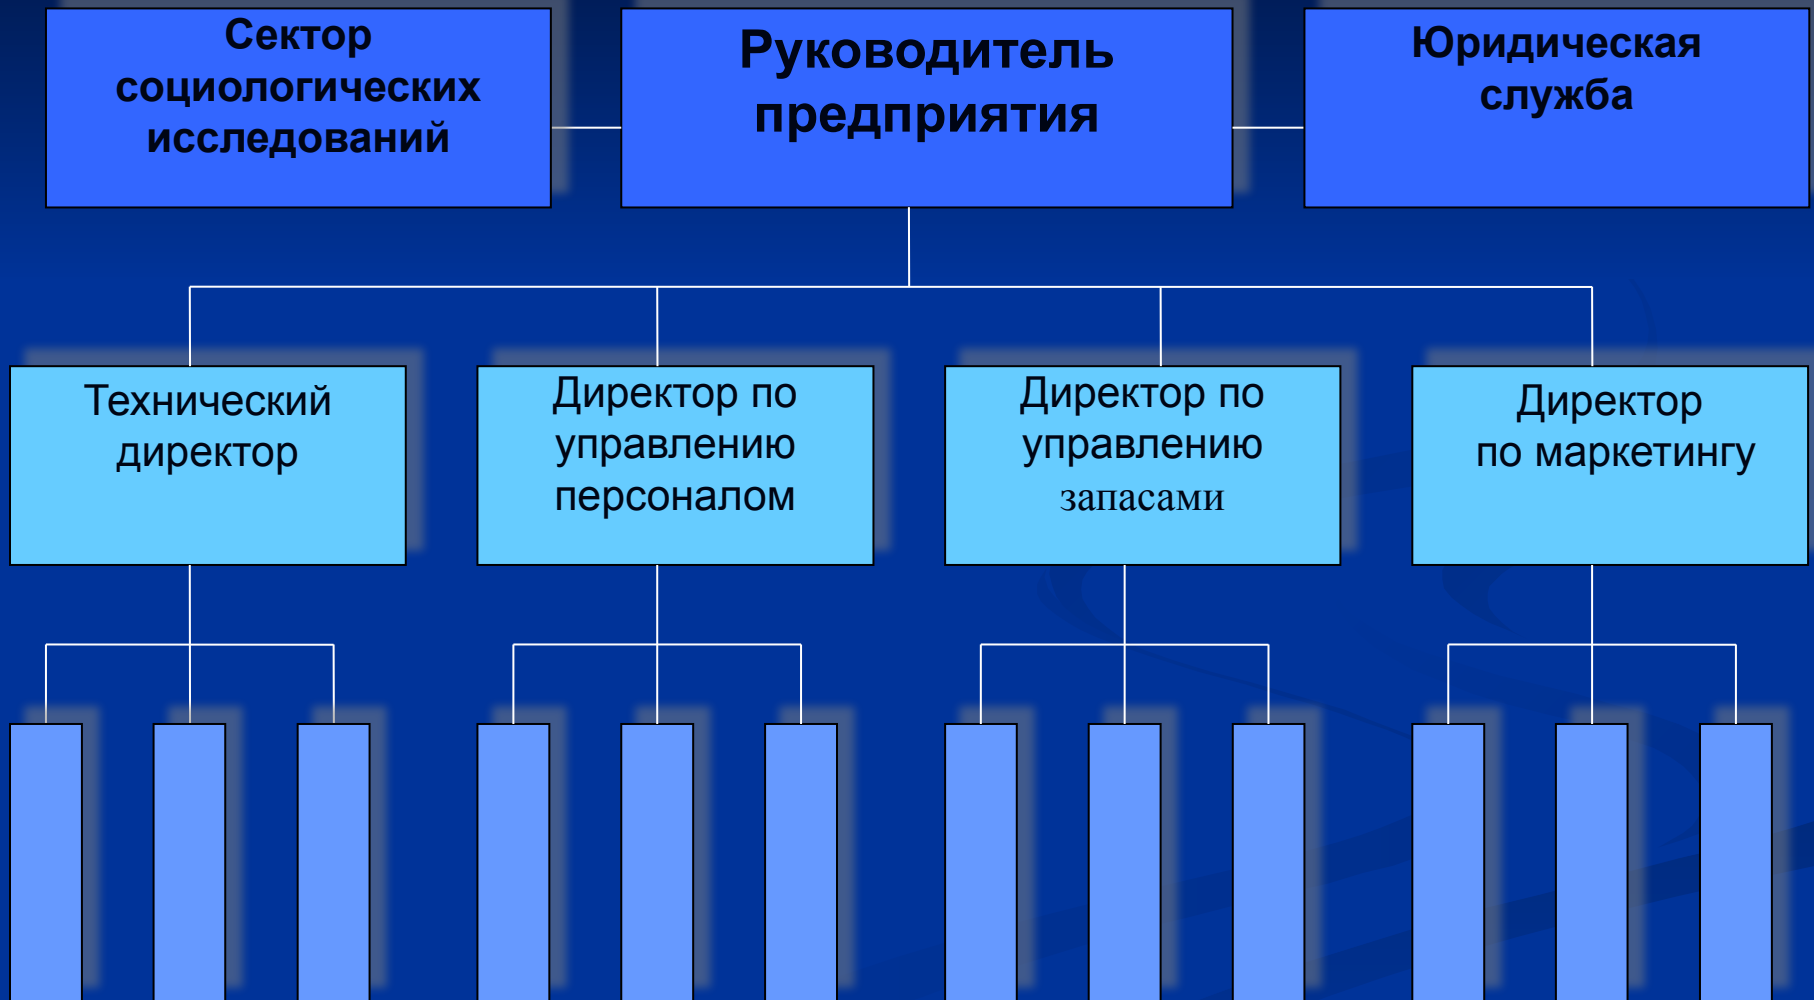 Сектор
социологических
исследований
Руководитель
предприятия
Юридическая
служба
Технический
директор
Директор по
управлению
персоналом
Директор по
управлению
запасами
Директор
по маркетингу